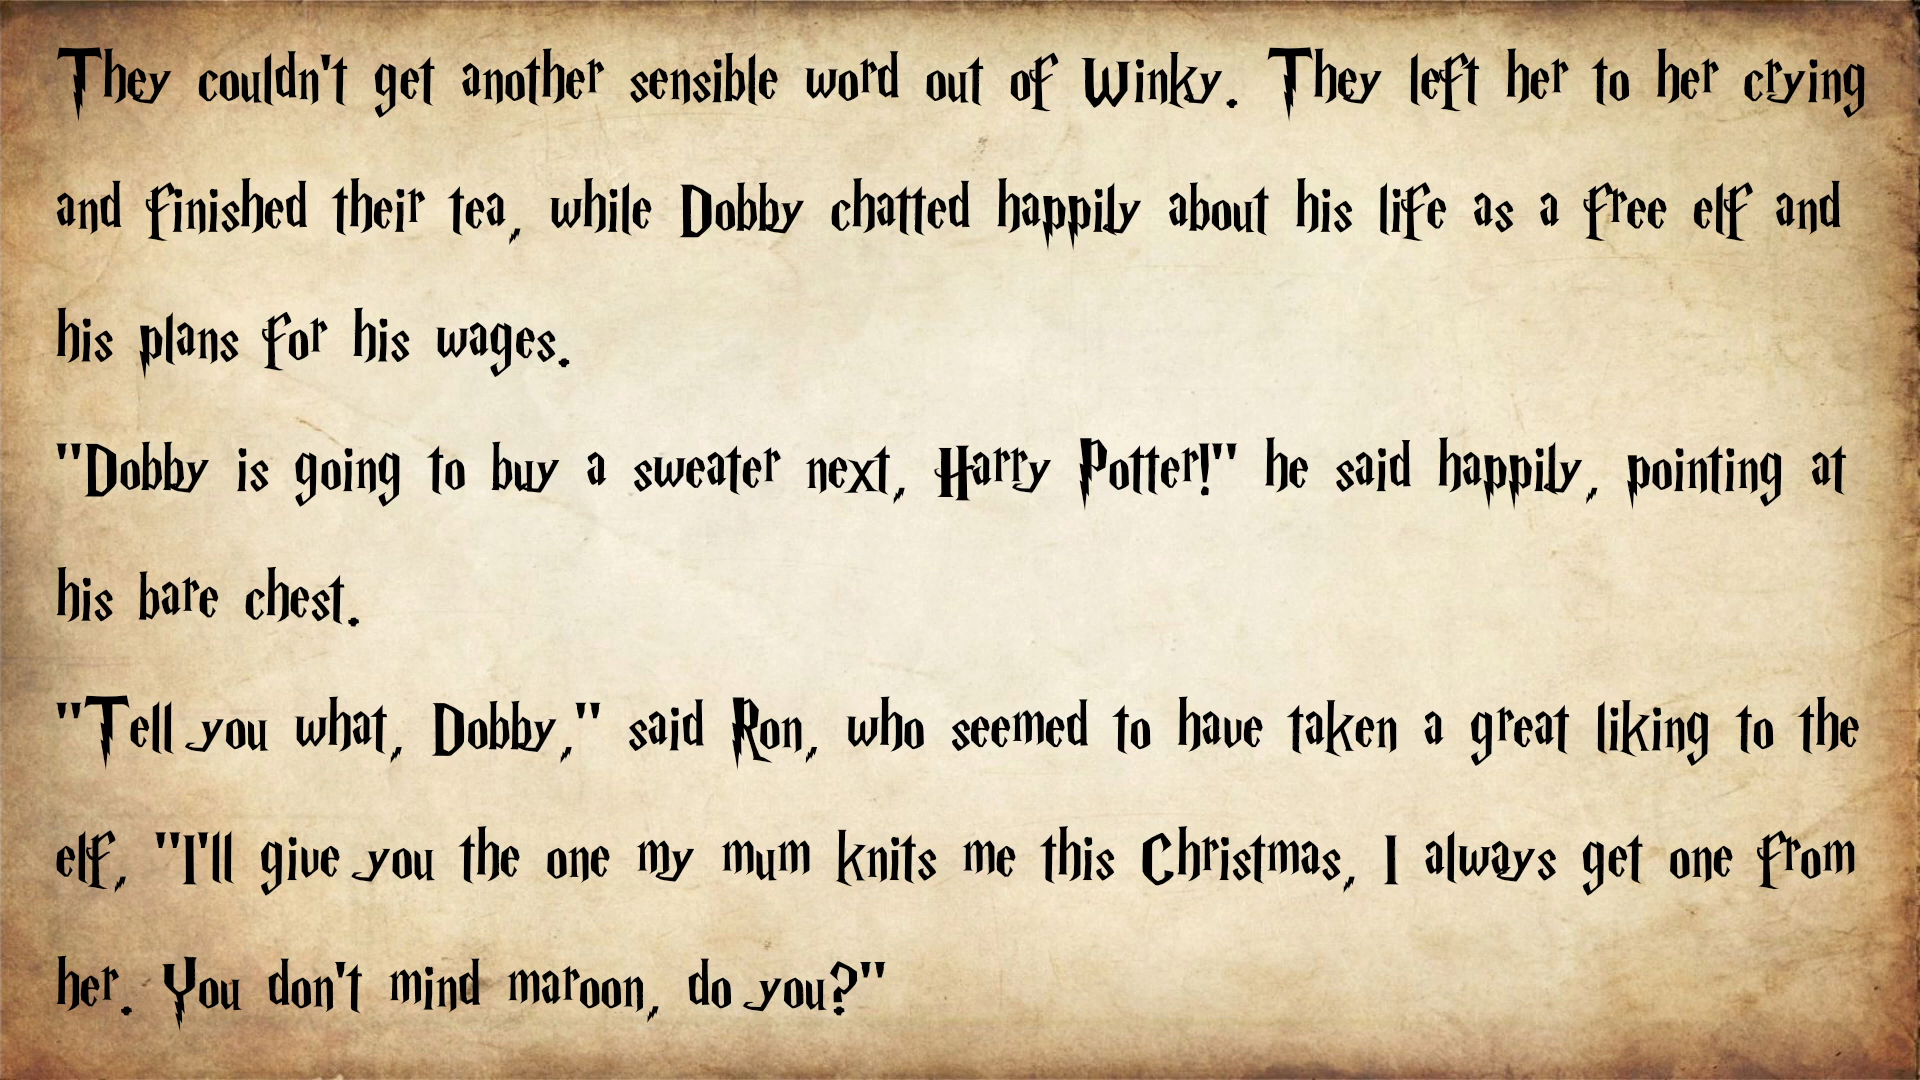 They couldn't get another sensible word out of Winky. They left her to her crying
and finished their tea, while Dobby chatted happily about his life as a free elf and
his plans for his wages.
"Dobby is going to buy a sweater next, Harry Potter!" he said happily, pointing at
his bare chest.
"Tell you what, Dobby," said Ron, who seemed to have taken a great liking to the
elf, "I'll give you the one my mum knits me this Christmas, I always get one from
her. You don't mind maroon, do you?"